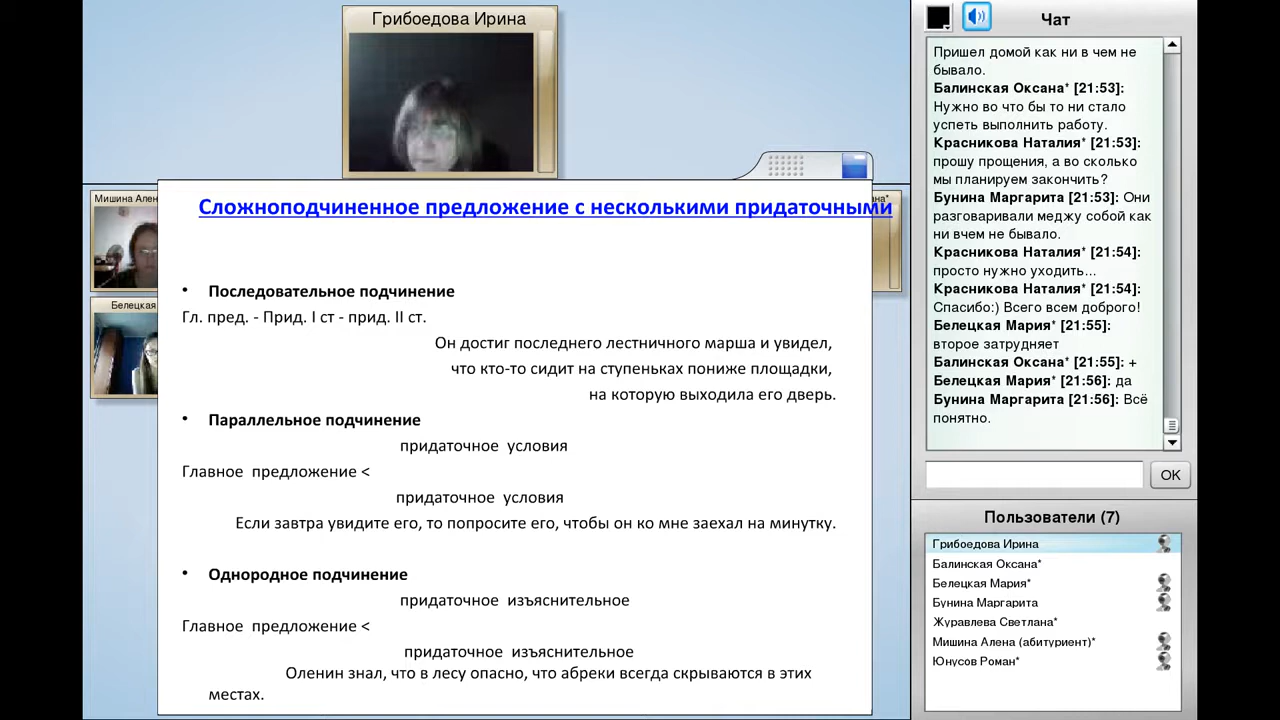 Грибоедова Ирина
Мишина Ален
ана*
Белецкая
Сложноподчиненное предложение с несколькими придаточными
• Последовательное подчинение
Гл. пред. - Прид. I ст - прид. II ст.
Он достиг последнего лестничного марша и увидел,
что кто-то сидит на ступеньках пониже площадки,
на которую выходила его дверь.
• Параллельное подчинение
придаточное условия
Главное предложение <
придаточное условия
Если завтра увидите его, то попросите его, чтобы он ко мне заехал на минутку.
• Однородное подчинение
придаточное изъяснительное
Главное предложение <
придаточное изъяснительное
Оленин знал, что в лесу опасно, что абреки всегда скрываются в этих
местах.
Чат
Пришел домой как ни в чем не
бывало.
Балинская Оксана* [21:53]:
Нужно во что бы то ни стало
успеть выполнить работу.
Красникова Наталия* [21:53]:
прошу прощения, а во сколько
мы планируем закончить?
Бунина Маргарита [21:53]: Они
разговаривали меджу собой как
ни вчем не бывало.
Красникова Наталия* [21:54]:
просто нужно уходить...
Красникова Наталия* [21:54]:
Спасибо:) Всего всем доброго!
Белецкая Мария* [21:55]:
второе затрудняет
Балинская Оксана* [21:55]: +
Белецкая Мария* [21:56]: да
Бунина Маргарита [21:56]: Всё
понятно.
OK
Пользователи (7)
Грибоедова Ирина
Балинская Оксана*
Белецкая Мария*
Бунина Маргарита
Журавлева Светлана*
Мишина Алена (абитуриент)*
Юнусов Роман*